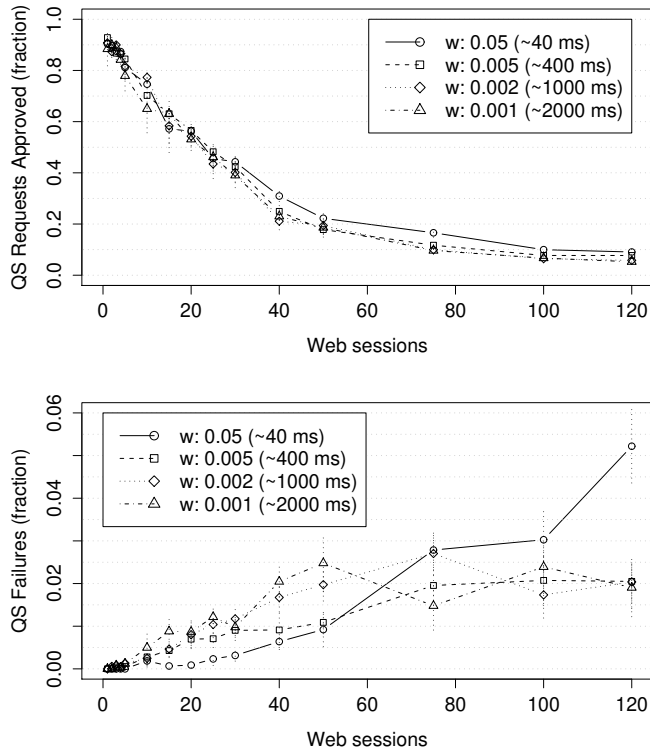 QS Requests Approved (fraction)
1.0
0.8
0.6
0.4
0.2
0.0
w: 0.05 (~40 ms)
w: 0.005 (~400 ms)
w: 0.002 (~1000 ms)
w: 0.001 (~2000 ms)
0 20 40 60 80 100 120
Web sessions
QS Failures (fraction)
0.06
0.04
0.02
0.00
w: 0.05 (~40 ms)
w: 0.005 (~400 ms)
w: 0.002 (~1000 ms)
w: 0.001 (~2000 ms)
0 20 40 60 80 100 120
Web sessions